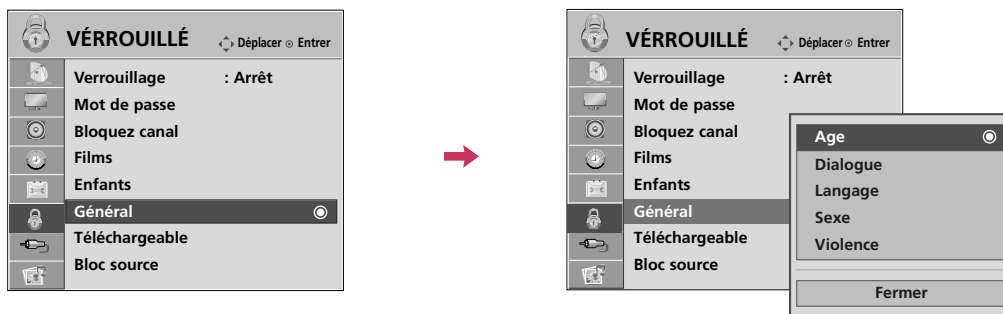 VÉRROUILLÉ Déplacer Entrer
Verrouillage : Arrêt
Mot de passe
Bloquez canal
Films
Enfants
Général
Téléchargeable
Bloc source
VÉRROUILLÉ Déplacer Entrer
Verrouillage : Arrêt
Mot de passe
Bloquez canal
Films
Enfants
Général
Téléchargeable
Bloc source
Age
Dialogue
Langage
Sexe
Violence
Fermer